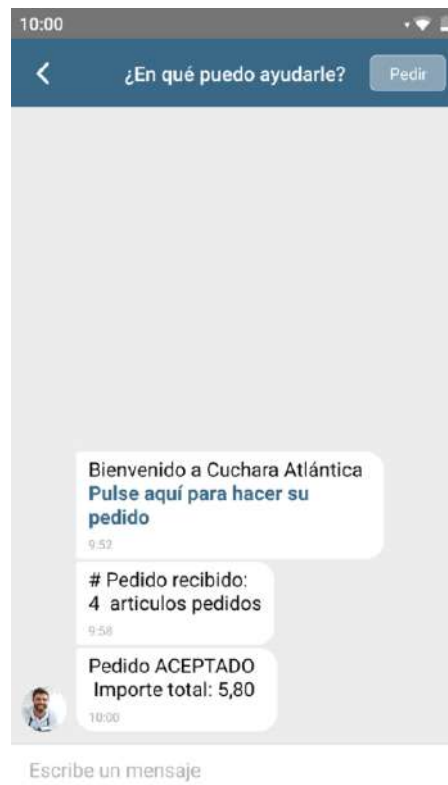 10:00
¿En qué puedo ayudarle?
Pedir
Bienvenido a Cuchara Atlántica
Pulse aquí para hacer su
pedido
9:52
# Pedido recibido:
4 articulos pedidos
9:58
Pedido ACEPTADO
Importe total: 5,80
10:00
Escribe un mensaje